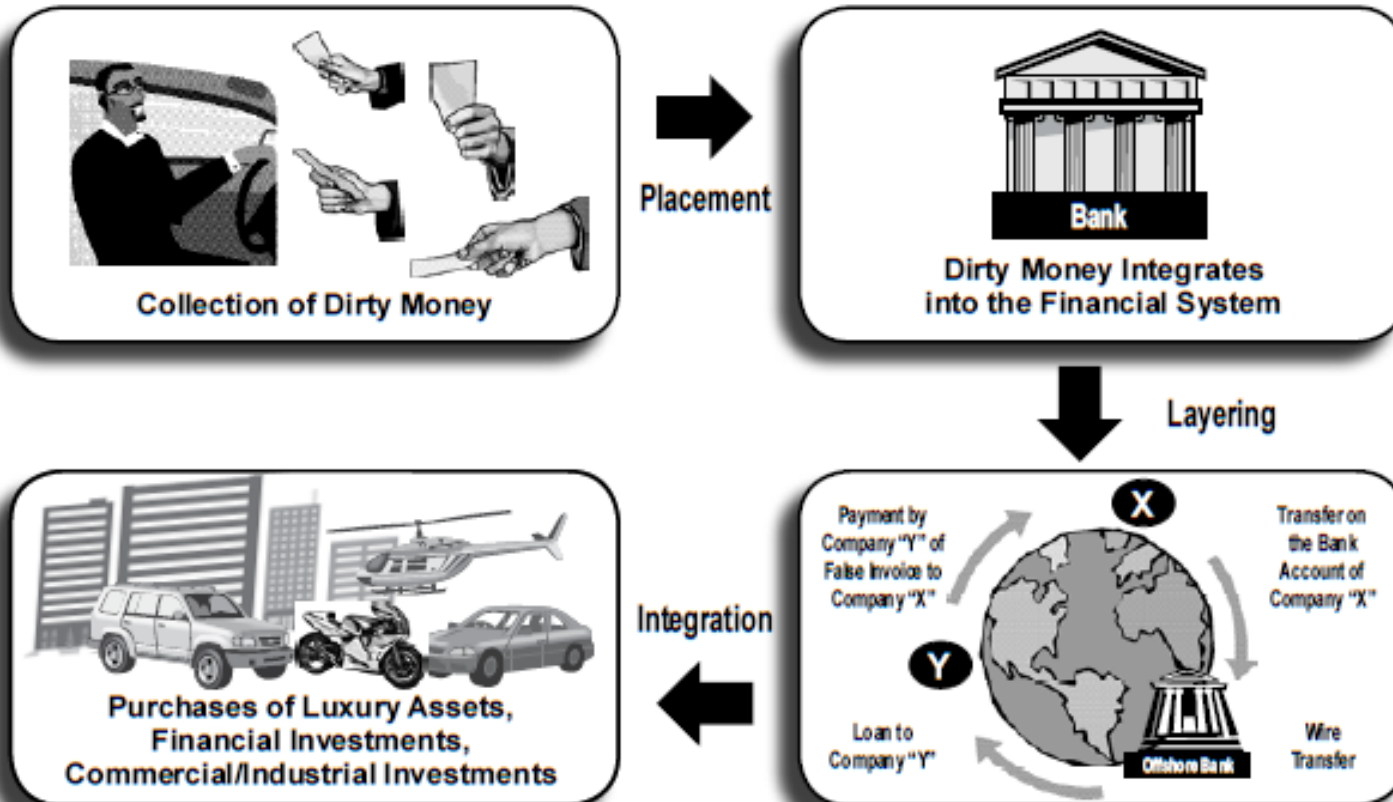 Collection of Dirty Money
Placement
Bank
Dirty Money Integrates
into the Financial System
Layering
X
Payment by
Company "Y" of
False Invoice to
Company "X"
Transfer on
the Bank
Account of
Company "X"
Y
Loan to
Company "Y"
Offshore Bank
Wire
Transfer
Integration
Purchases of Luxury Assets,
Financial Investments,
Commercial/Industrial Investments